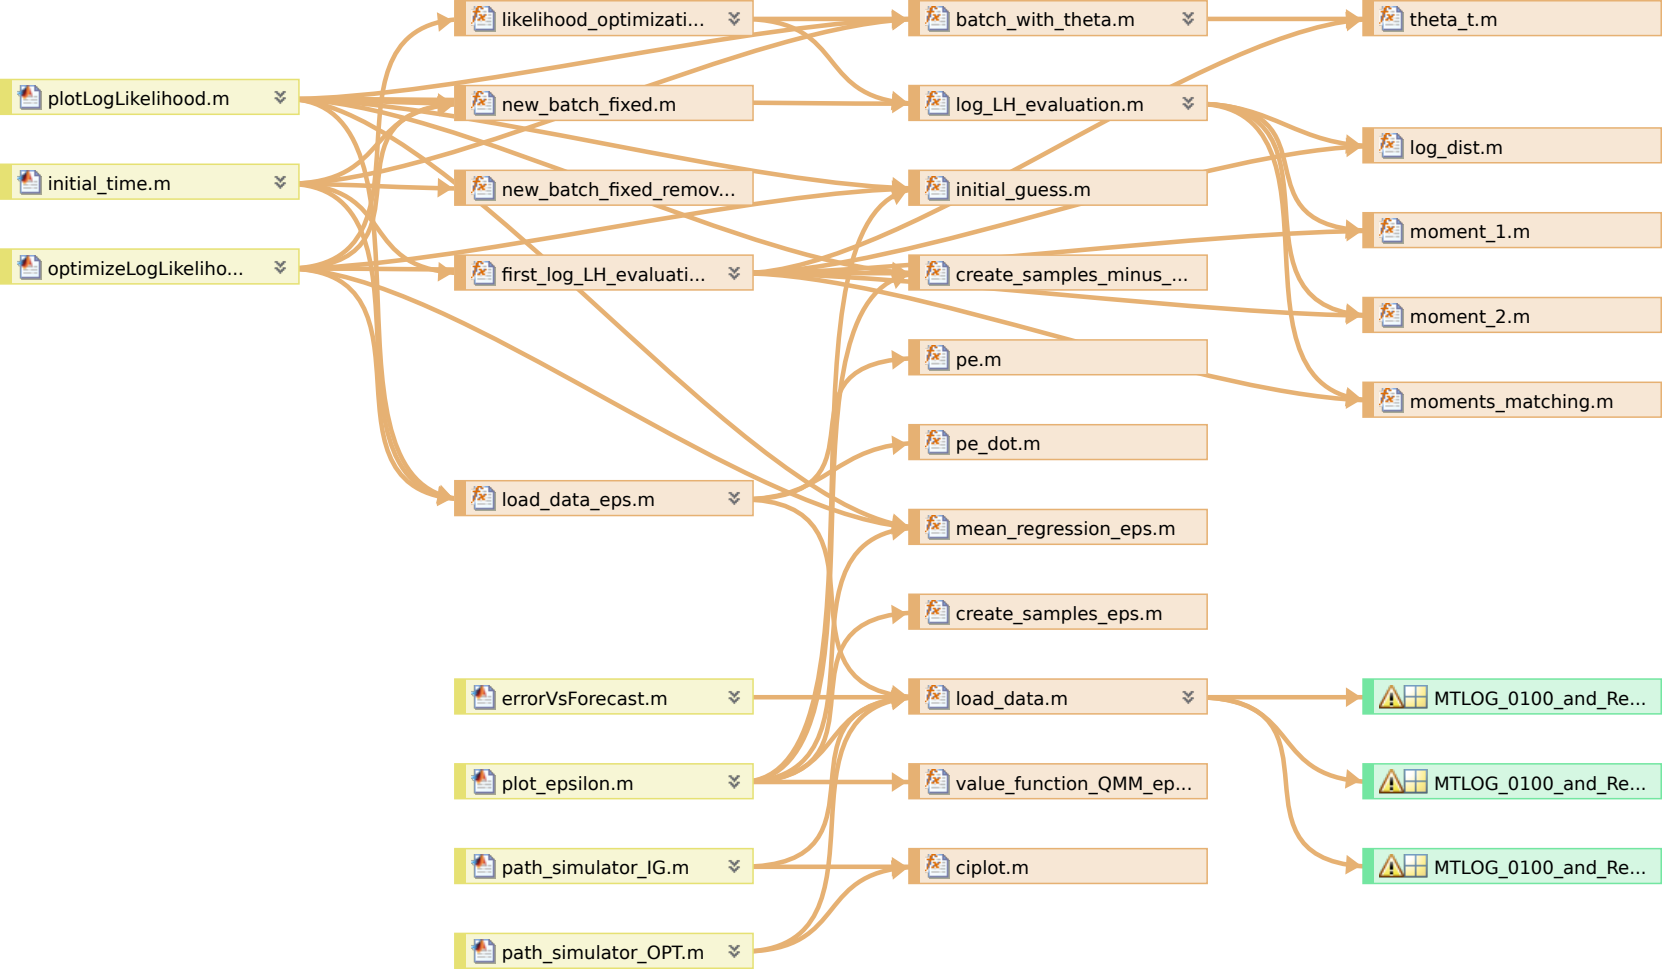 plotLogLikelihood.m
initial_time.m
optimizeLogLikeliho...
likelihood_optimizati...
new_batch_fixed.m
new_batch_fixed_remov...
first_log_LH_evaluati...
load_data_eps.m
errorVsForecast.m
plot_epsilon.m
path_simulator_IG.m
path_simulator_OPT.m
batch_with_theta.m
log_LH_evaluation.m
initial_guess.m
create_samples_minus_...
pe.m
pe_dot.m
mean_regression_eps.m
create_samples_eps.m
load_data.m
value_function_QMM_ep...
ciplot.m
theta_t.m
log_dist.m
moment_1.m
moment_2.m
moments_matching.m
MTLOG_0100_and_Re...
MTLOG_0100_and_Re...
MTLOG_0100_and_Re...